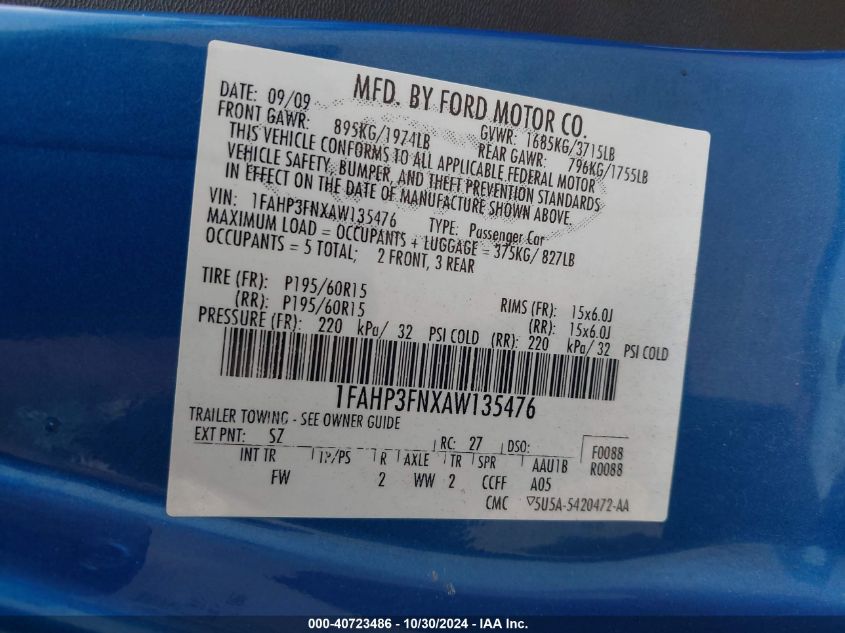 MFD. BY FORD MOTOR CO.
DATE: 09/09 GVWR: 1685KG/3715LB
FRONT GAWR: 895KG/1974LB REAR GAWR: 796KG/1755LB
THIS VEHICLE CONFORMS TO ALL APPLICABLE FEDERAL MOTOR
VEHICLE SAFETY, BUMPER, AND THEFT PREVENTION STANDARDS
IN EFFECT ON THE DATE OF MANUFACTURE SHOWN ABOVE.
VIN: 1FAHP3FNXAW135476 TYPE: Passenger Car
MAXIMUM LOAD = OCCUPANTS + LUGGAGE = 375KG/ 827LB
OCCUPANTS = 5 TOTAL; 2 FRONT, 3 REAR
TIRE (FR): P195/60R15 RIMS (FR): 15x6.0J
(RR): P195/60R15 (RR): 15x6.0J
PRESSURE (FR): 220 kPa/ 32 PSI COLD (RR): 220 kPa/ 32 PSI COLD
1FAHP3FNXAW135476
TRAILER TOWING - SEE OWNER GUIDE
EXT PNT: SZ RC: 27 DSO: F0088
R0088
INT TR TP/PS R AXLE TR SPR AAU1B
FW 2 WW 2 CCFF A05
CMC ▽5U5A-5420472-AA
000-40723486 - 10/30/2024 - IAA Inc.